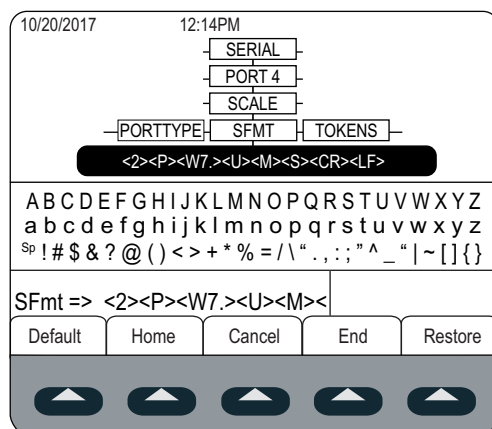 10/20/2017 12:14PM
SERIAL
PORT 4
SCALE
PORTTYPE SFMT TOKENS
<2><P><W7.><U><M><S><CR><LF>
A B C D E F G H I J K L M N O P Q R S T U V W X Y Z
a b c d e f g h i j k l m n o p q r s t u v w x y z
Sp ! # $ & ? @ ( ) < > + * % = / \ “ . , : ; ” ^ _ “ | ~ [ ] { }
SFmt => <2><P><W7.><U><M><
Default Home Cancel End Restore